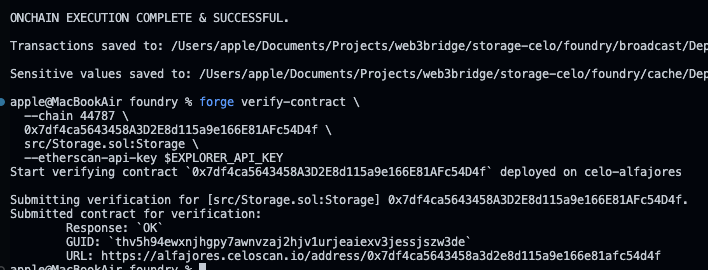 ONCHAIN EXECUTION COMPLETE & SUCCESSFUL.
Transactions saved to: /Users/apple/Documents/Projects/web3bridge/storage-celo/foundry/broadcast/Dep
Sensitive values saved to: /Users/apple/Documents/Projects/web3bridge/storage-celo/foundry/cache/Dep
apple@MacBookAir foundry % forge verify-contract \
--chain 44787 \
0x7df4ca5643458A3D2E8d115a9e166E81AFc54D4f \
src/Storage.sol:Storage \
--etherscan-api-key $EXPLORER_API_KEY
Start verifying contract `0x7df4ca5643458A3D2E8d115a9e166E81AFc54D4f` deployed on celo-alfajores
Submitting verification for [src/Storage.sol:Storage] 0x7df4ca5643458A3D2E8d115a9e166E81AFc54D4f.
Submitted contract for verification:
Response: `OK`
GUID: `thv5h94ewxnjhgpy7awnvzaj2hjv1urjeaiexv3jessjszw3de`
URL: https://alfajores.celoscan.io/address/0x7df4ca5643458a3d2e8d115a9e166e81afc54d4f
apple@MacBookAir foundry %